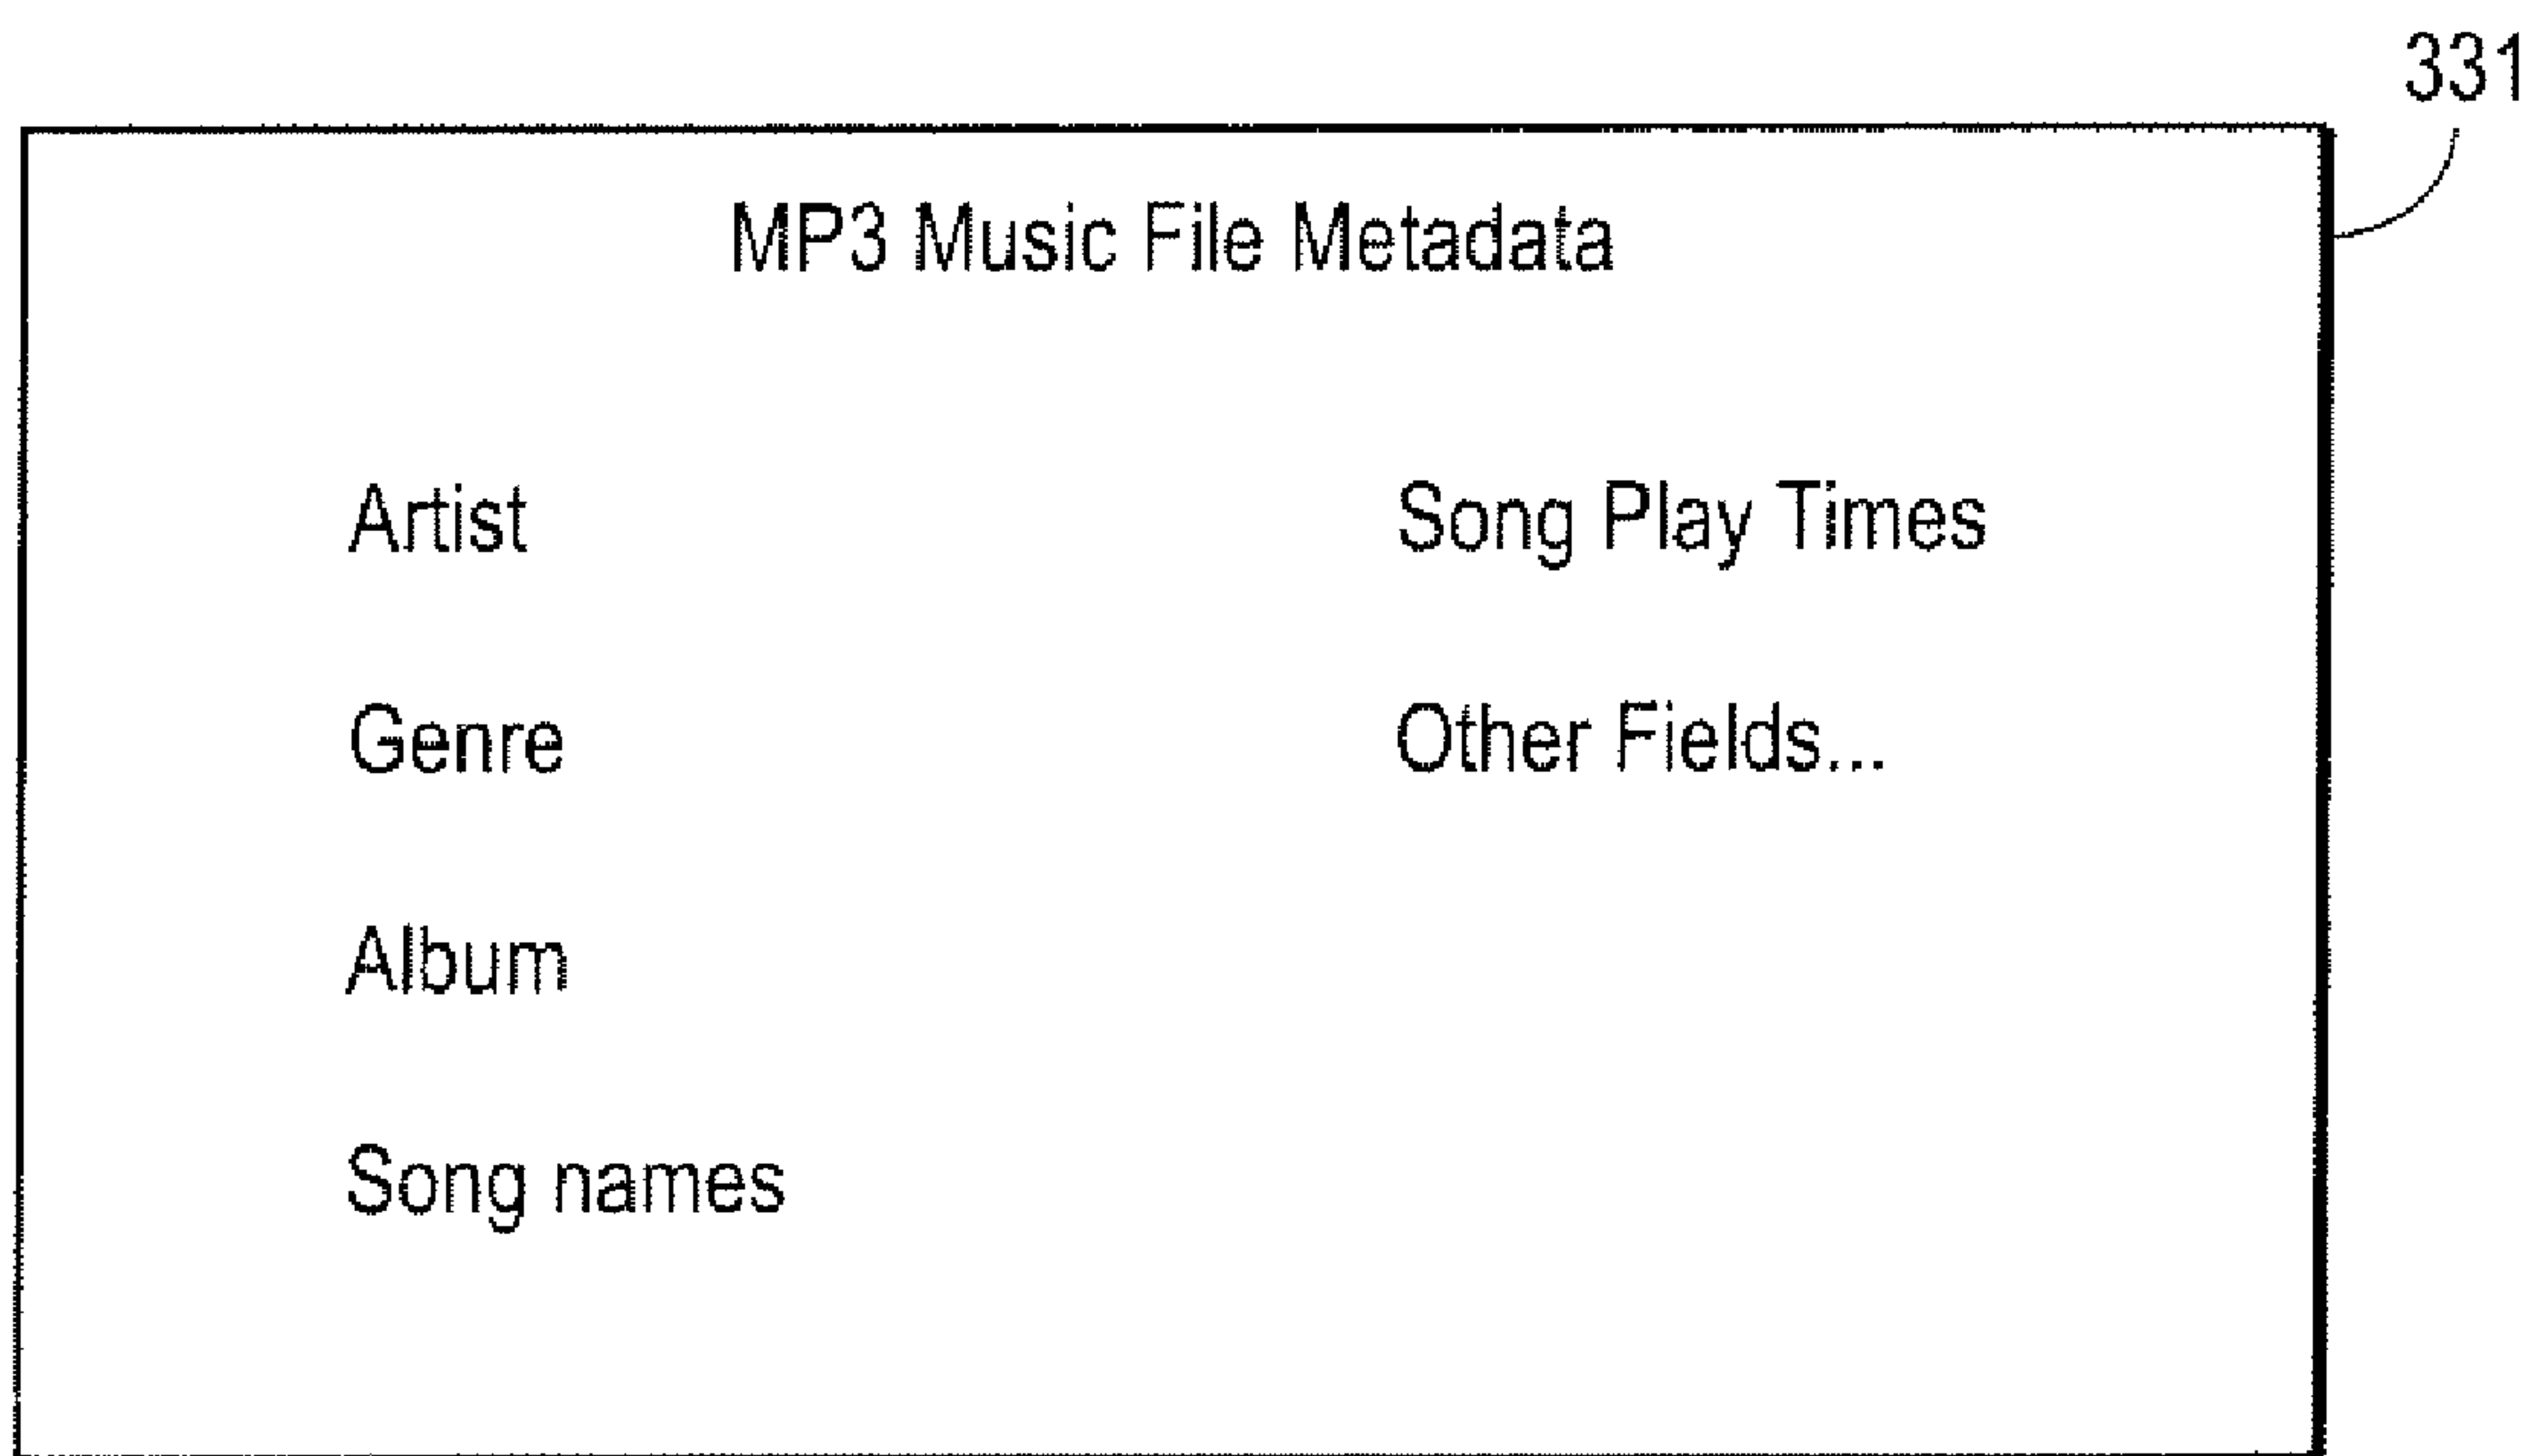 331
MP3 Music File Metadata
Artist
Genre
Album
Song names
Song Play Times
Other Fields...